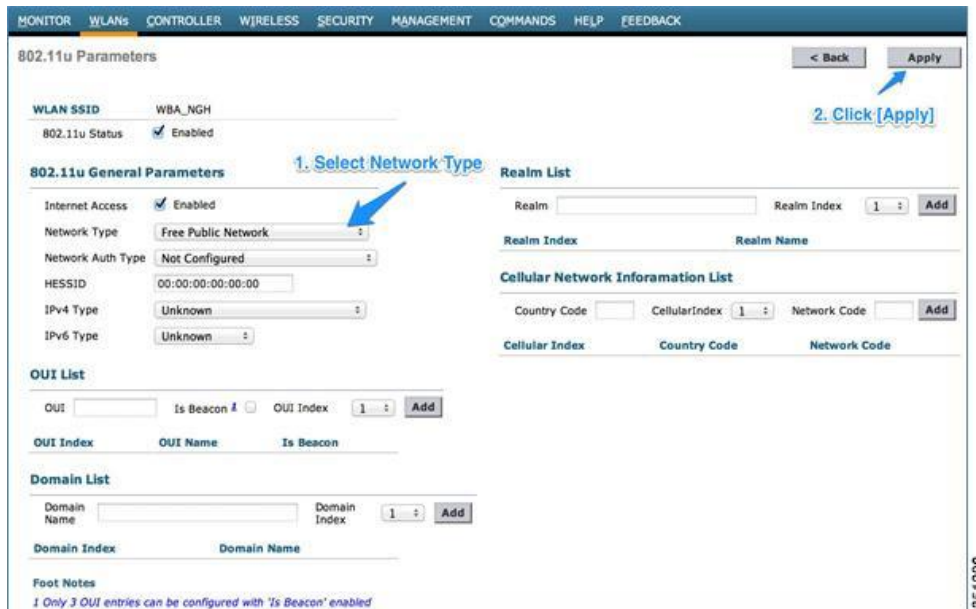 MONITOR WLANs CONTROLLER WIRELESS SECURITY MANAGEMENT COMMANDS HELP FEEDBACK
802.11u Parameters
< Back Apply
2. Click [Apply]
WLAN SSID WBA_NGH
802.11u Status Enabled
1. Select Network Type
802.11u General Parameters
Internet Access Enabled
Network Type Free Public Network
Network Auth Type Not Configured
HESSID 00:00:00:00:00:00
IPv4 Type Unknown
IPv6 Type Unknown
OUI List
OUI Is Beacon 1 OUI Index 1 Add
OUI Index OUI Name Is Beacon
Domain List
Domain Name Domain Index 1 Add
Domain Index Domain Name
Foot Notes
1 Only 3 OUI entries can be configured with 'Is Beacon' enabled
Realm List
Realm Realm Index 1 Add
Realm Index Realm Name
Cellular Network Inforamation List
Country Code CellularIndex 1 Network Code Add
Cellular Index Country Code Network Code